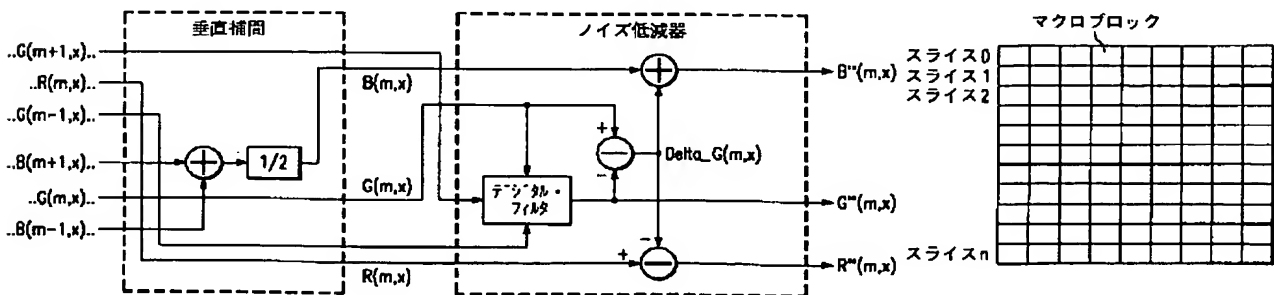 垂直補間
ノイズ低減器
マクロブロック
..G(m+1,x)..
..R(m,x)
..G(m-1,x)..
..B(m+1,x)..
..G(m,x)..
..B(m-1,x)..
1/2
B(m,x)
G(m,x)
R(m,x)
デジタル・
フィルタ
+
-
Delta_G(m,x)
-
+
B"(m,x)
G"(m,x)
R"(m,x)
スライス0
スライス1
スライス2
スライスn